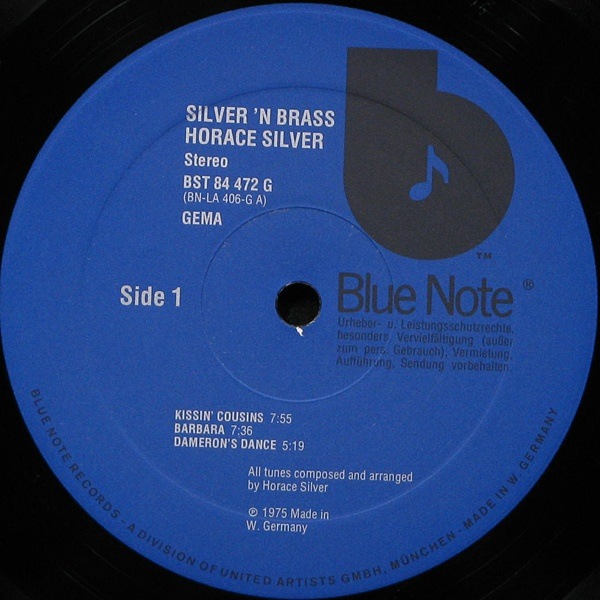 SILVER 'N BRASS
HORACE SILVER
Stereo
BST 84 472 G
(BN-LA 406-G A)
GEMA
TM
Side 1
Blue Note ®
Urheber- u. Leistungsschutzrechte,
besonders Vervielfältigung (außer
zum pers. Gebrauch), Vermietung,
Aufführung, Sendung vorbehalten.
KISSIN' COUSINS 7:55
BARBARA 7:36
DAMERON'S DANCE 5:19
All tunes composed and arranged
by Horace Silver
℗ 1975 Made in
W. Germany
BLUE NOTE RECORDS - A DIVISION OF UNITED ARTISTS GMBH, MÜNCHEN - MADE IN W. GERMANY